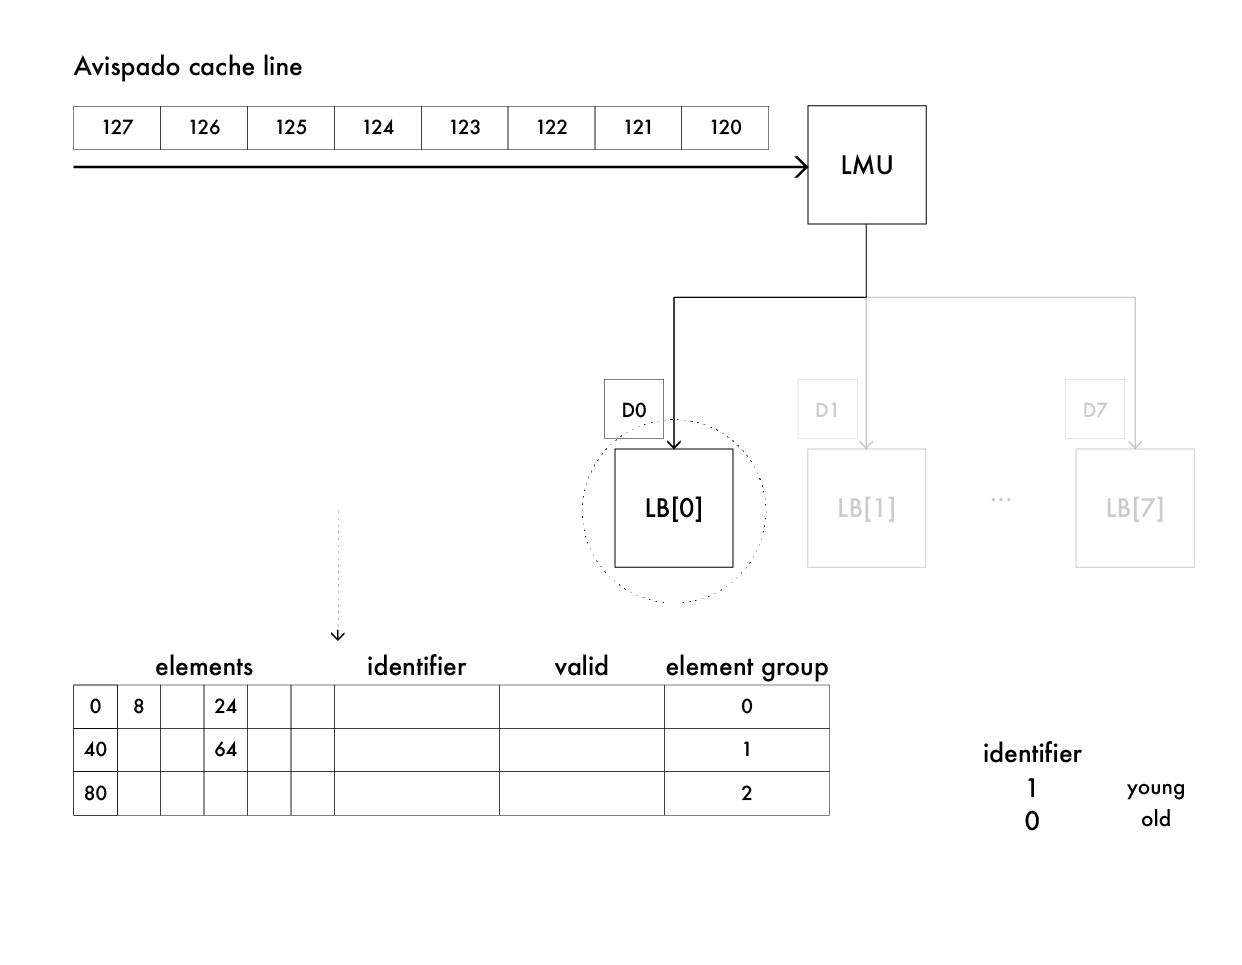 Avispado cache line
127 126 125 124 123 122 121 120
LMU
D0 D1 D7
LB[0] LB[1] ... LB[7]
elements identifier valid element group
0 8 24 0
40 64 1
80 2
identifier
1 young
0 old